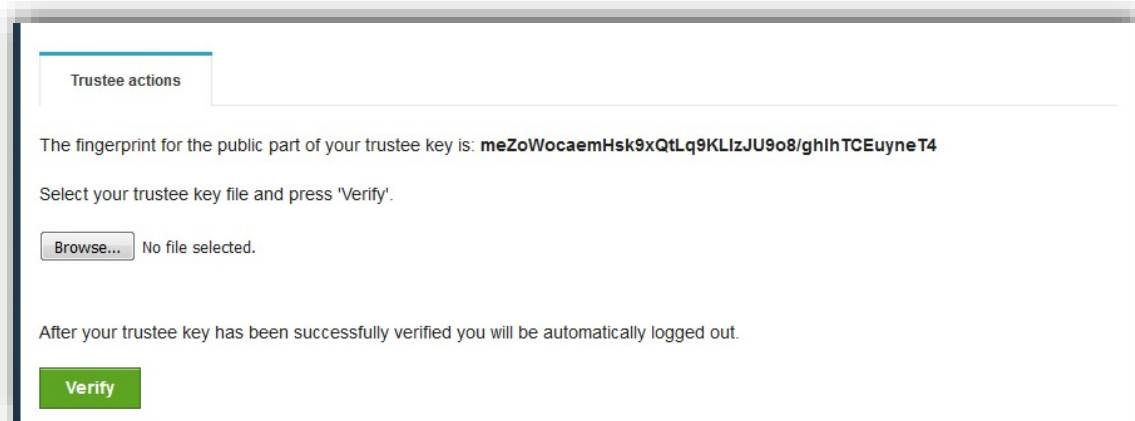 Trustee actions
The fingerprint for the public part of your trustee key is: meZoWocaemHsk9xQtLq9KLIzJU9o8/ghlhTCEuyneT4
Select your trustee key file and press 'Verify'.
Browse... No file selected.
After your trustee key has been successfully verified you will be automatically logged out.
Verify